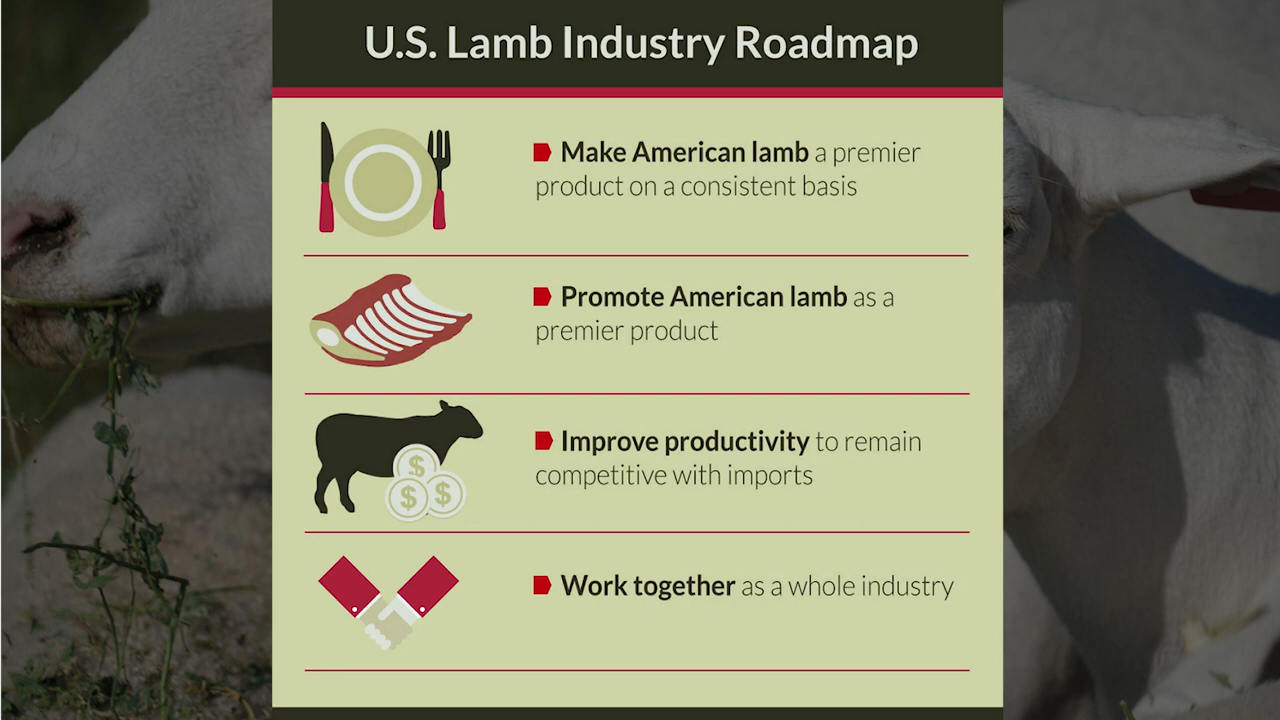 U.S. Lamb Industry Roadmap
Make American lamb a premier
product on a consistent basis
Promote American lamb as a
premier product
$
Improve productivity to remain
$ $
competitive with imports
Work together as a whole industry